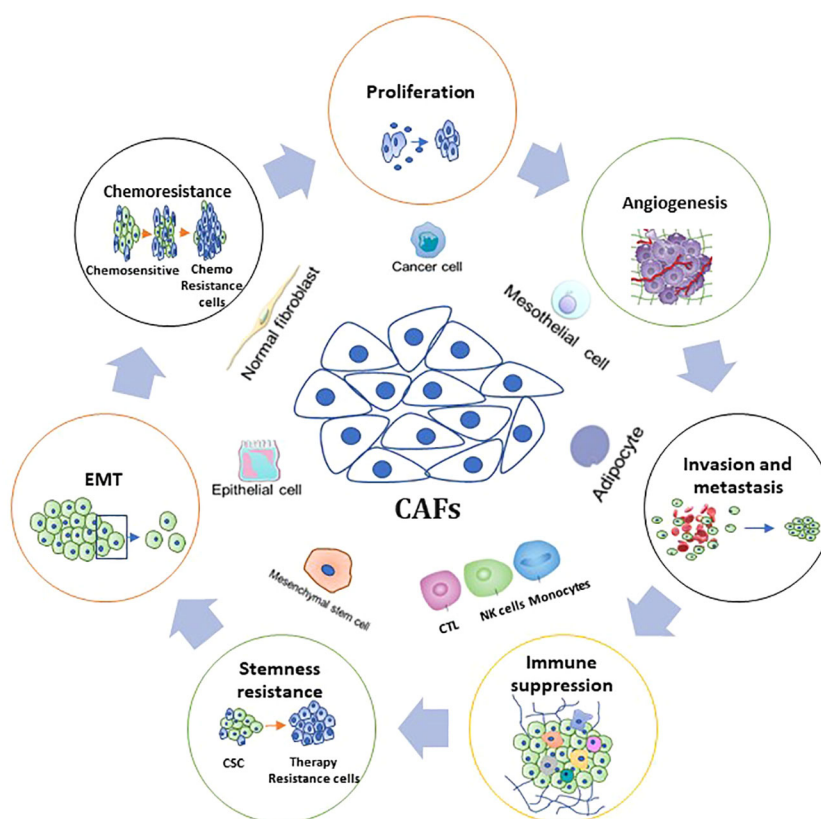 Proliferation
Chemoresistance
Chemosensitive
Chemo
Resistance
cells
Angiogenesis
Cancer cell
Normal fibroblast
Mesothelial cell
EMT
Epithelial cell
CAFs
Adipocyte
Invasion and
metastasis
Mesenchymal stem cell
CTL
NK cells
Monocytes
Stemness
resistance
CSC
Therapy
Resistance cells
Immune
suppression